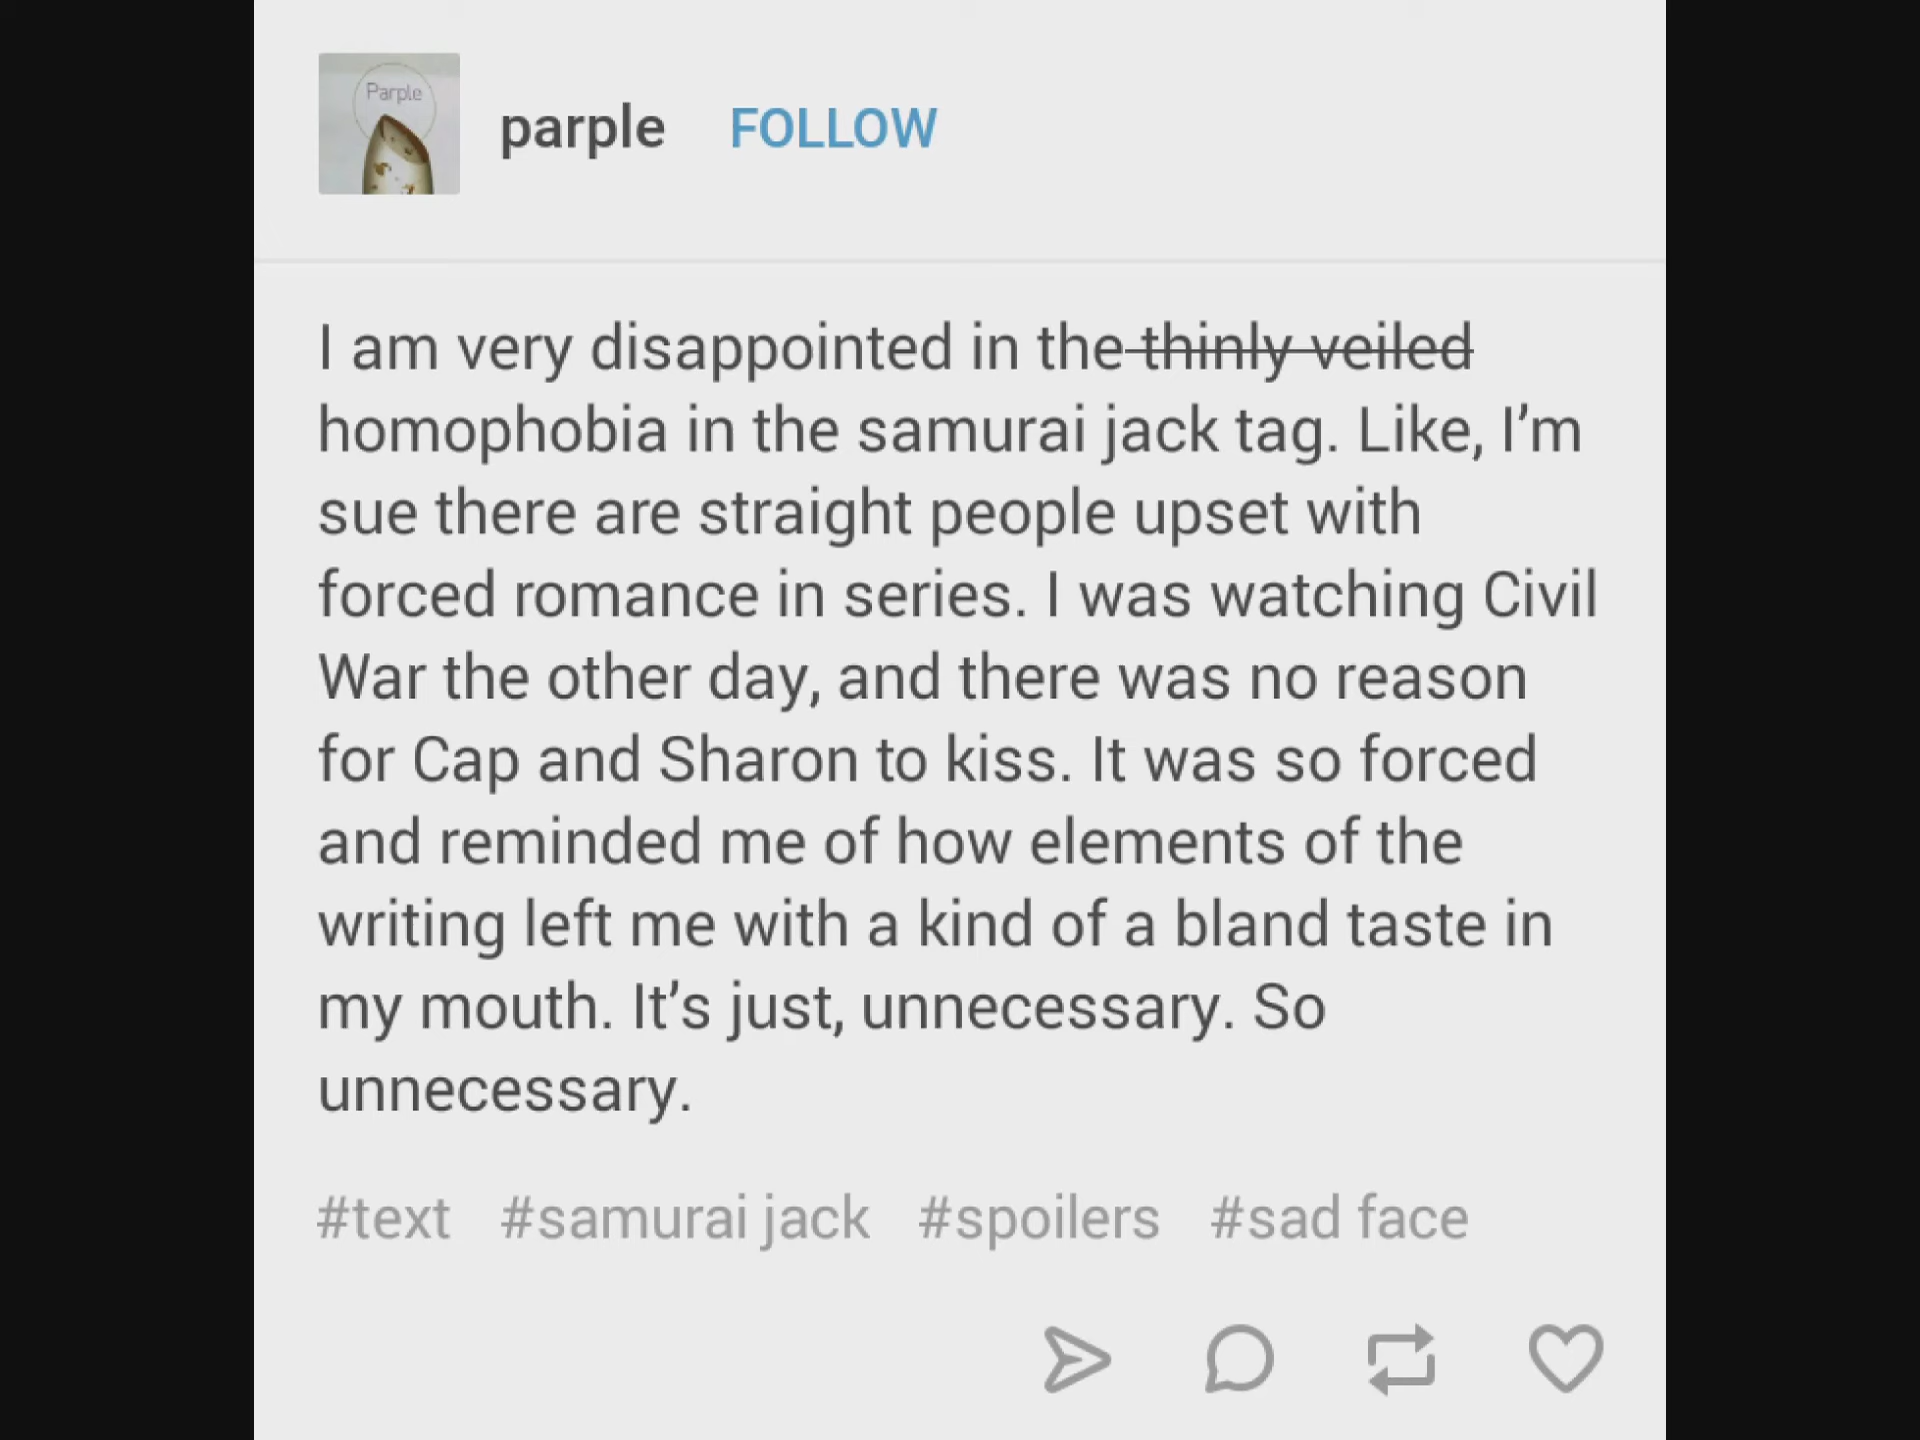 Parple
parple FOLLOW
I am very disappointed in the thinly veiled
homophobia in the samurai jack tag. Like, I’m
sue there are straight people upset with
forced romance in series. I was watching Civil
War the other day, and there was no reason
for Cap and Sharon to kiss. It was so forced
and reminded me of how elements of the
writing left me with a kind of a bland taste in
my mouth. It’s just, unnecessary. So
unnecessary.
#text #samurai jack #spoilers #sad face